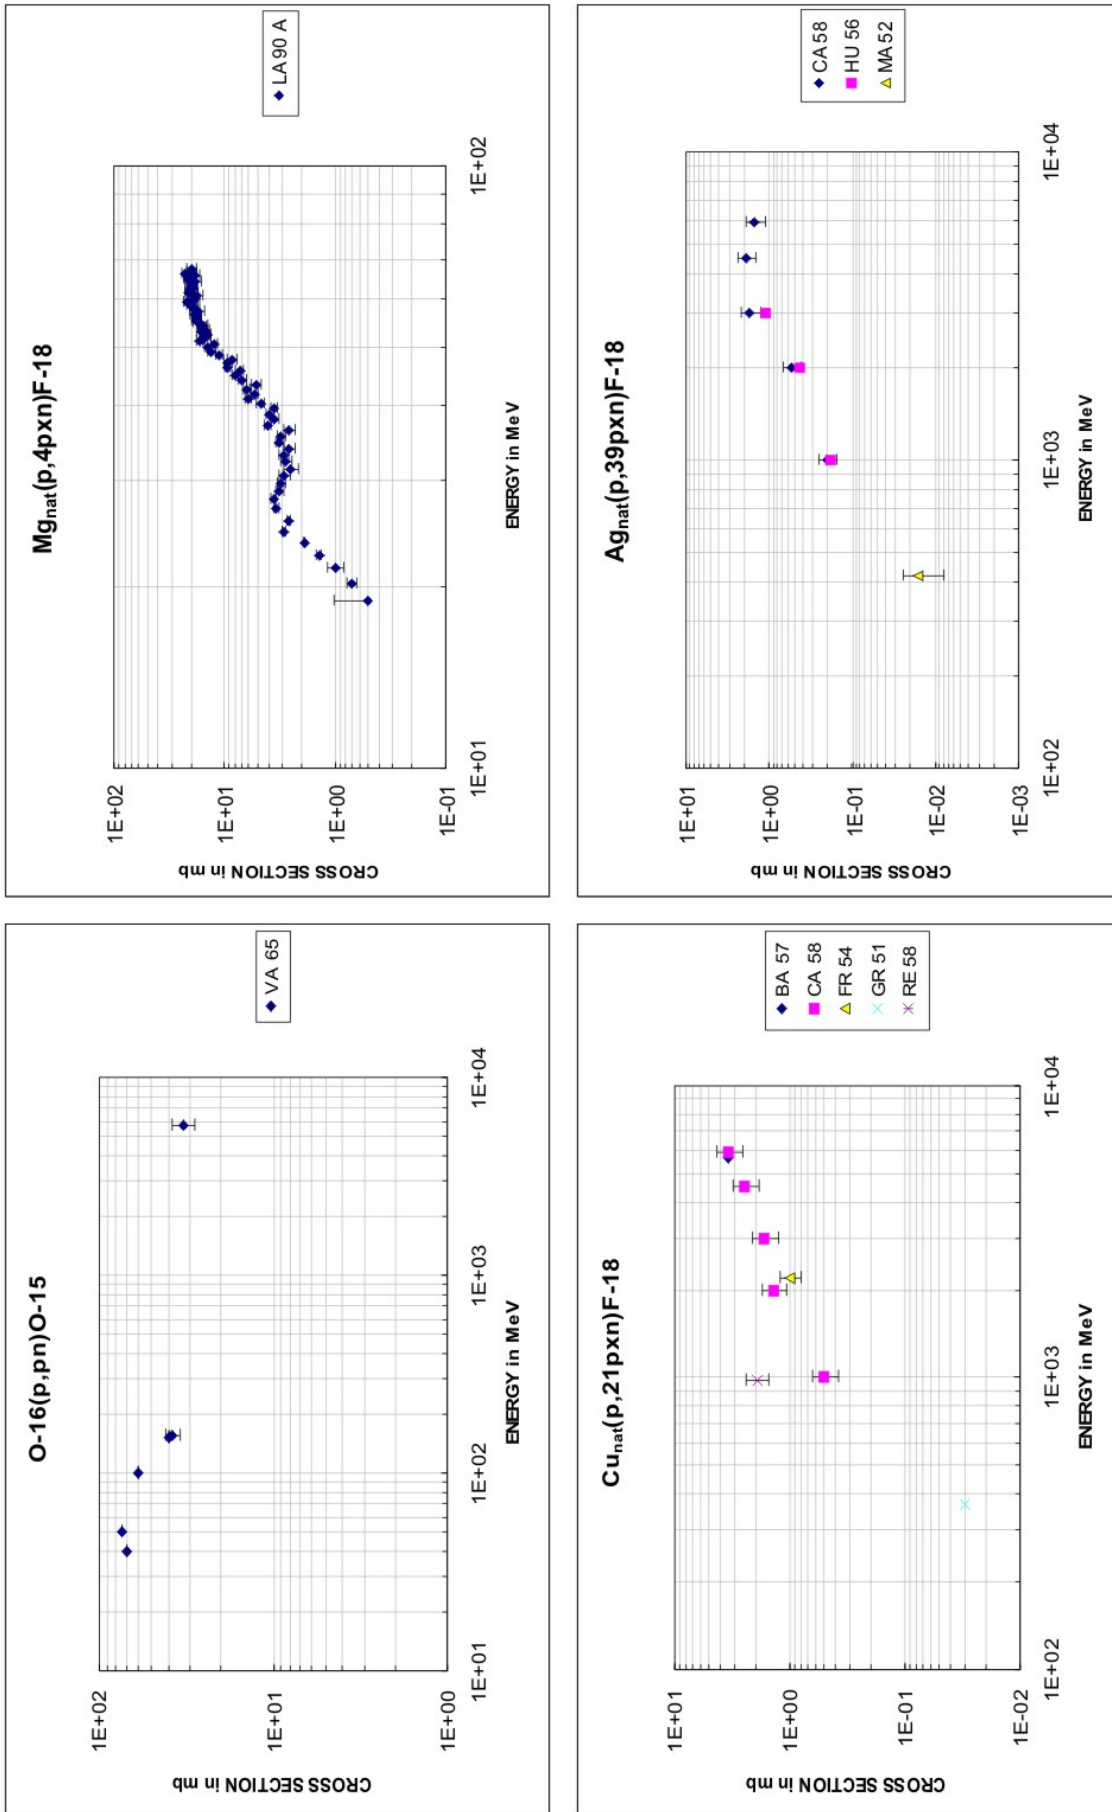 O-16(p,pn)O-15
CROSS SECTION in mb
1E+02
1E+01
1E+00
1E+01
1E+02
1E+03
1E+04
ENERGY in MeV
VA 65
Mgnat(p,4pxn)F-18
CROSS SECTION in mb
1E+02
1E+01
1E+00
1E-01
1E+01
1E+02
ENERGY in MeV
LA 90 A
Cunat(p,21pxn)F-18
CROSS SECTION in mb
1E+01
1E+00
1E-01
1E-02
1E+02
1E+03
1E+04
ENERGY in MeV
BA 57
CA 58
FR 54
GR 51
RE 58
Agnat(p,39pxn)F-18
CROSS SECTION in mb
1E+01
1E+00
1E-01
1E-02
1E-03
1E+02
1E+03
1E+04
ENERGY in MeV
CA 58
HU 56
MA 52